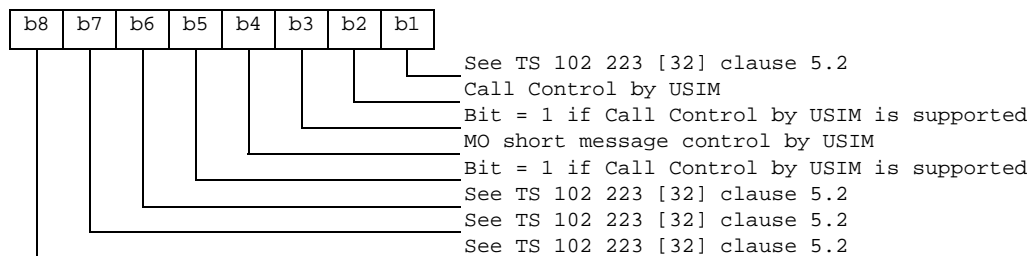 b8 b7 b6 b5 b4 b3 b2 b1
See TS 102 223 [32] clause 5.2
Call Control by USIM
Bit = 1 if Call Control by USIM is supported
MO short message control by USIM
Bit = 1 if Call Control by USIM is supported
See TS 102 223 [32] clause 5.2
See TS 102 223 [32] clause 5.2
See TS 102 223 [32] clause 5.2